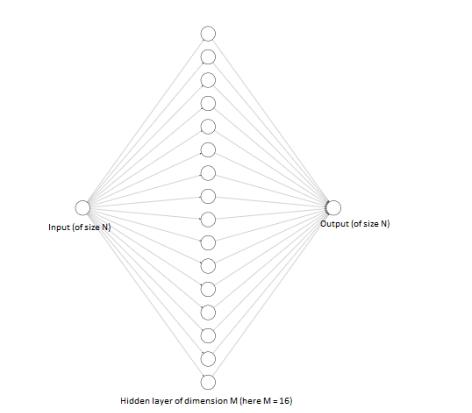 Input (of size N)
Output (of size N)
Hidden layer of dimension M (here M = 16)